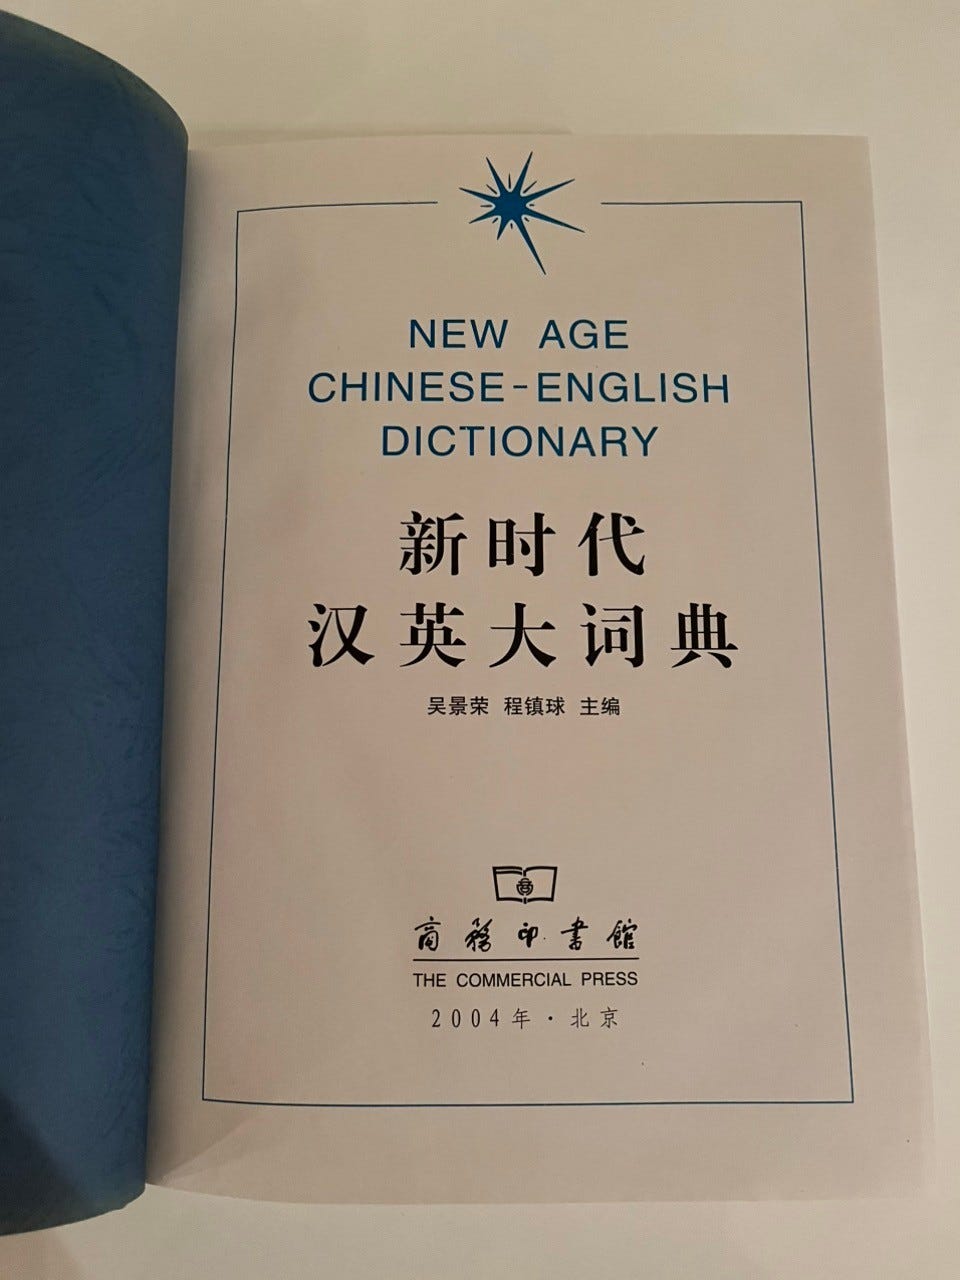 NEW AGE
CHINESE-ENGLISH
DICTIONARY
新时代
汉英大词典
吴景荣 程镇球 主编
商務印書館
THE COMMERCIAL PRESS
2004年·北京